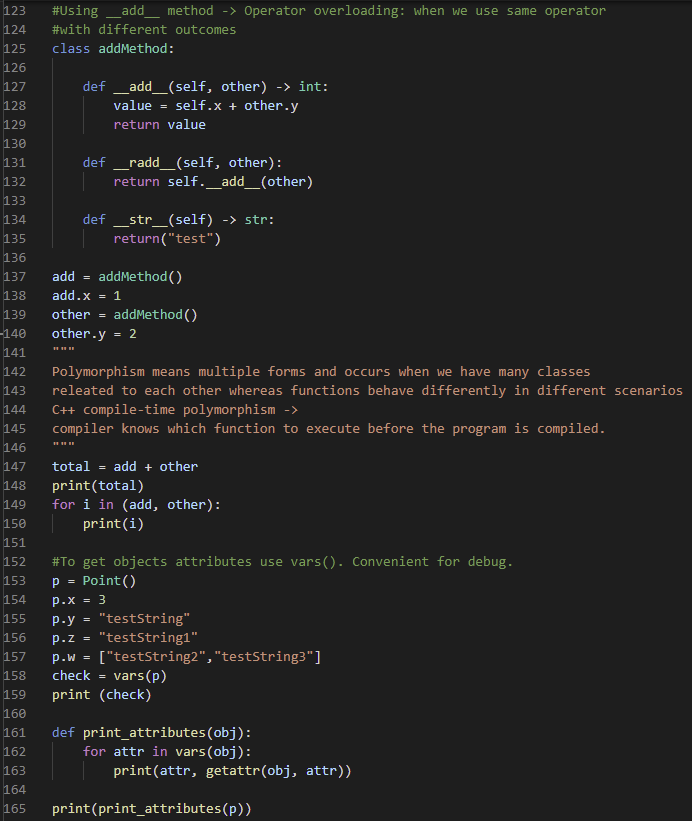 123 #Using __add__ method -> Operator overloading: when we use same operator
124 #with different outcomes
125 class addMethod:
126
127     def __add__(self, other) -> int:
128         value = self.x + other.y
129         return value
130
131     def __radd__(self, other):
132         return self.__add__(other)
133
134     def __str__(self) -> str:
135         return("test")
136
137 add = addMethod()
138 add.x = 1
139 other = addMethod()
140 other.y = 2
141 """
142 Polymorphism means multiple forms and occurs when we have many classes
143 releated to each other whereas functions behave differently in different scenarios
144 C++ compile-time polymorphism ->
145 compiler knows which function to execute before the program is compiled.
146 """
147 total = add + other
148 print(total)
149 for i in (add, other):
150     print(i)
151
152 #To get objects attributes use vars(). Convenient for debug.
153 p = Point()
154 p.x = 3
155 p.y = "testString"
156 p.z = "testString1"
157 p.w = ["testString2","testString3"]
158 check = vars(p)
159 print (check)
160
161 def print_attributes(obj):
162     for attr in vars(obj):
163         print(attr, getattr(obj, attr))
164
165 print(print_attributes(p))